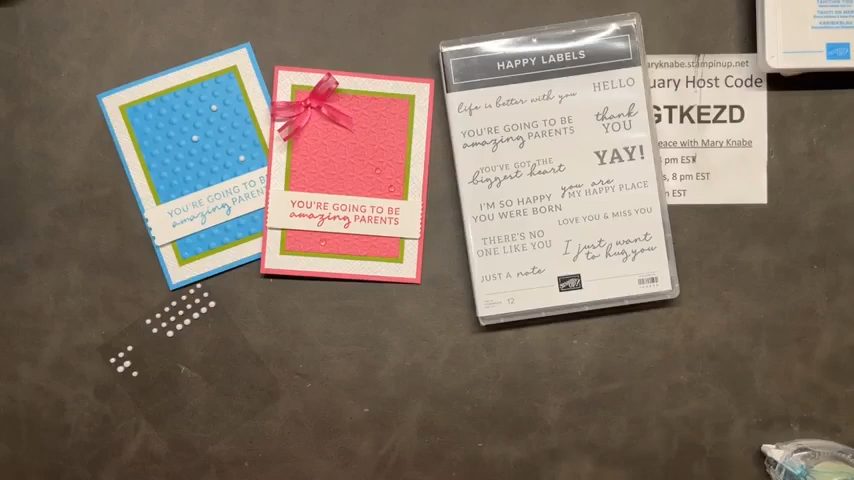 YOU'RE GOING TO BE
amazing PAREN
YOU'RE GOING TO BE
amazing PARENTS
HAPPY LABELS
life is better with you
HELLO
YOU'RE GOING TO BE
amazing PARENTS
thank
YOU
YOU'VE GOT THE
biggest heart
YAY!
I'M SO HAPPY
YOU WERE BORN
you are
MY HAPPY PLACE
LOVE YOU & MISS YOU
THERE'S NO
ONE LIKE YOU
I just want
to hug you
JUST A note
12
aryknabe.stampinup.net
uary Host Code
GTKEZD
eace with Mary Knabe
pm EST
s, 8 pm EST
n EST